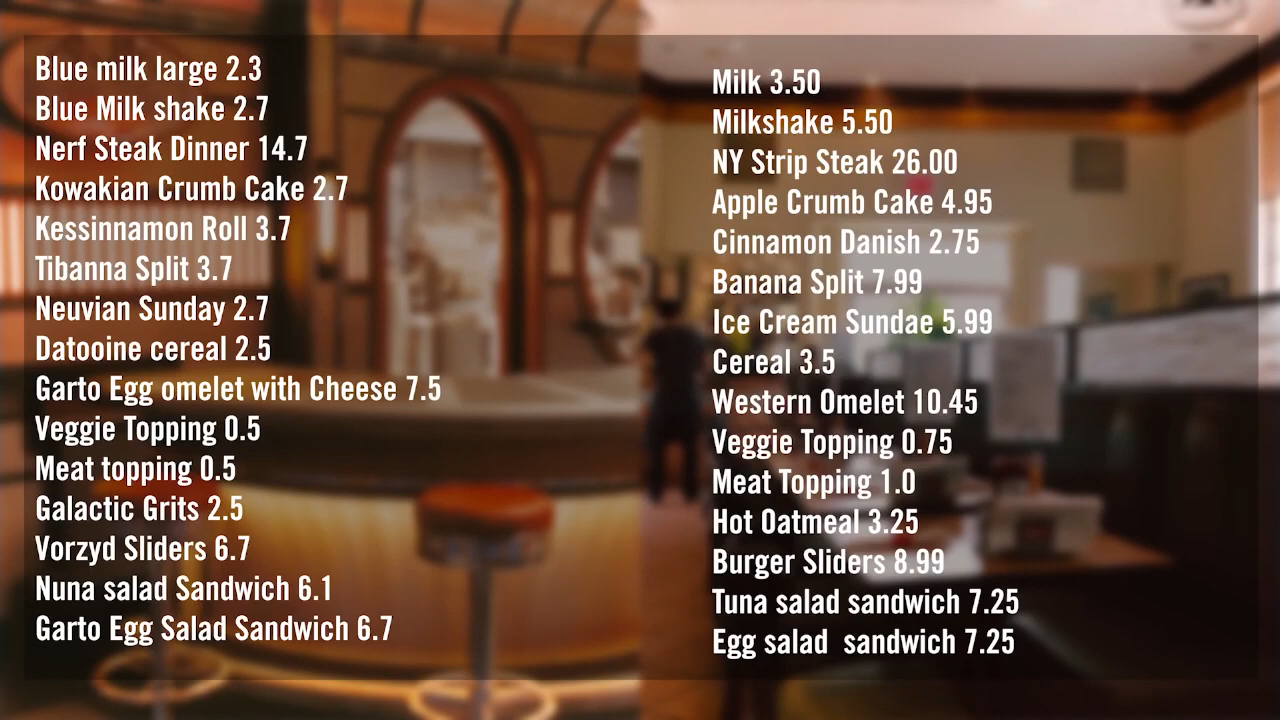 Blue milk large 2.3
Blue Milk shake 2.7
Nerf Steak Dinner 14.7
Kowakian Crumb Cake 2.7
Kessinnamon Roll 3.7
Tibanna Split 3.7
Neuvian Sunday 2.7
Datooine cereal 2.5
Garto Egg omelet with Cheese 7.5
Veggie Topping 0.5
Meat topping 0.5
Galactic Grits 2.5
Vorzyd Sliders 6.7
Nuna salad Sandwich 6.1
Garto Egg Salad Sandwich 6.7
Milk 3.50
Milkshake 5.50
NY Strip Steak 26.00
Apple Crumb Cake 4.95
Cinnamon Danish 2.75
Banana Split 7.99
Ice Cream Sundae 5.99
Cereal 3.5
Western Omelet 10.45
Veggie Topping 0.75
Meat Topping 1.0
Hot Oatmeal 3.25
Burger Sliders 8.99
Tuna salad sandwich 7.25
Egg salad  sandwich 7.25